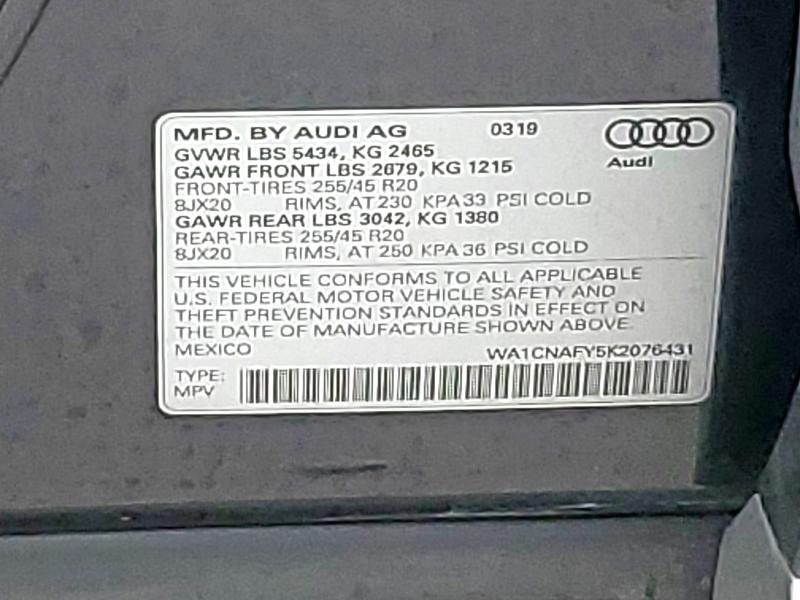 MFD. BY AUDI AG 0319
Audi
GVWR LBS 5434, KG 2465
GAWR FRONT LBS 2679, KG 1215
FRONT-TIRES 255/45 R20
8JX20 RIMS, AT 230 KPA 33 PSI COLD
GAWR REAR LBS 3042, KG 1380
REAR-TIRES 255/45 R20
8JX20 RIMS, AT 250 KPA 36 PSI COLD
THIS VEHICLE CONFORMS TO ALL APPLICABLE
U.S. FEDERAL MOTOR VEHICLE SAFETY AND
THEFT PREVENTION STANDARDS IN EFFECT ON
THE DATE OF MANUFACTURE SHOWN ABOVE.
MEXICO WA1CNAFY5K2076431
TYPE:
MPV